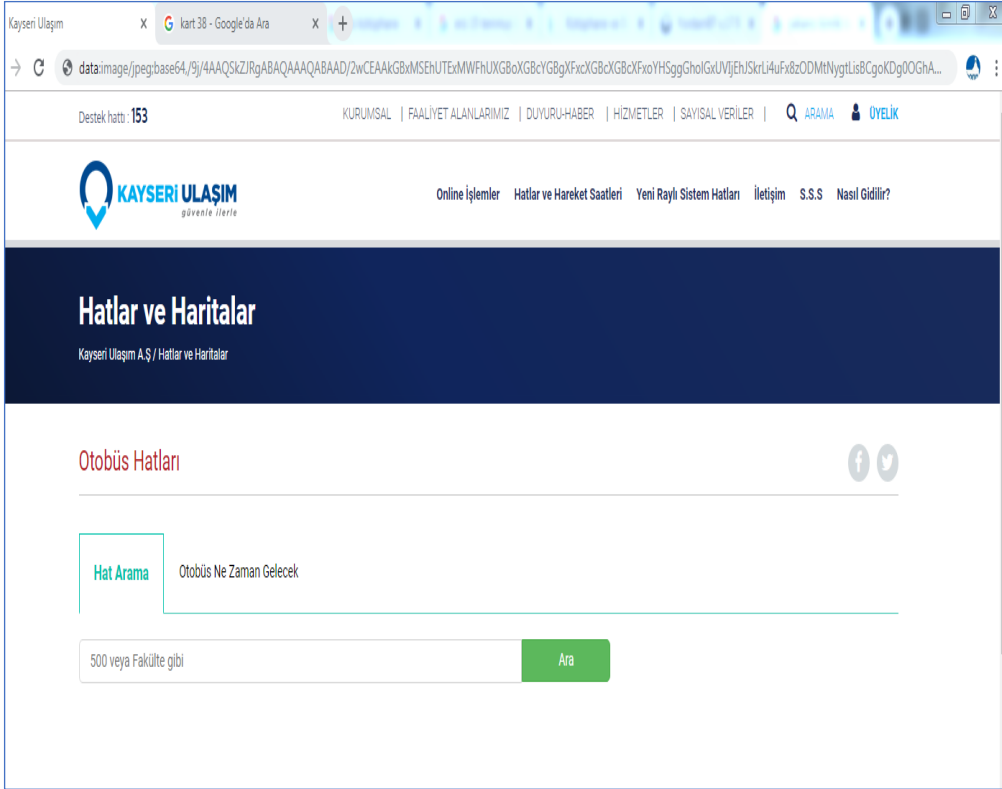 Kayseri Ulaşım
kart 38 - Google'da Ara
data:image/jpeg;base64,/9j/4AAQSkZJRgABAQAAAQABAAD/2wCEAAkGBxMSEhUTExMWFhUXGBoXGBcYGBgXFxcXGBcXGBcXFxoYHSggGholGxUVIjEhJSkrLi4uFx8zODMtNygtLisBCgoKDg0OGhA...
Destek hattı : 153
KURUMSAL | FAALİYET ALANLARIMIZ | DUYURU-HABER | HİZMETLER | SAYISAL VERİLER | ARAMA ÜYELİK
KAYSERi ULAŞIM
güvenle ilerle
Online İşlemler Hatlar ve Hareket Saatleri Yeni Raylı Sistem Hatları İletişim S.S.S Nasıl Gidilir?
Hatlar ve Haritalar
Kayseri Ulaşım A.Ş / Hatlar ve Haritalar
Otobüs Hatları
Hat Arama
Otobüs Ne Zaman Gelecek
500 veya Fakülte gibi
Ara